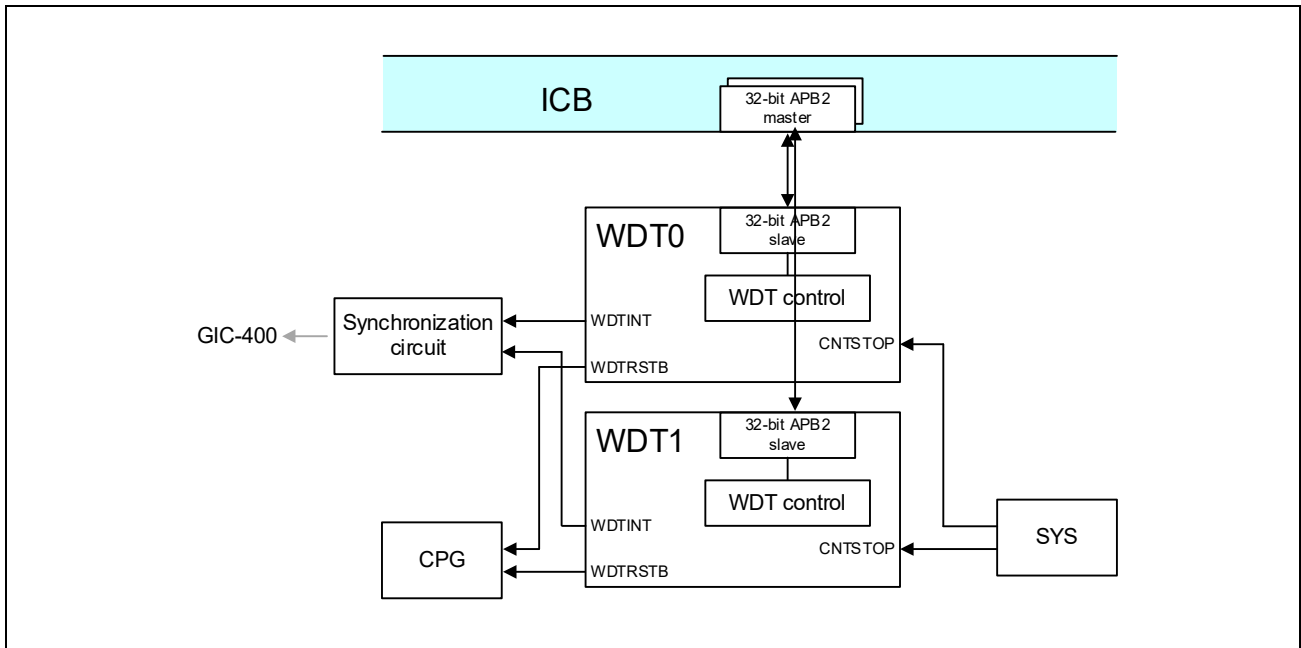 ICB
32-bit APB2
master
WDT0
32-bit APB2
slave
WDT control
WDTINT
WDTRSTB
CNTSTOP
GIC-400
Synchronization
circuit
WDT1
32-bit APB2
slave
WDT control
WDTINT
WDTRSTB
CNTSTOP
CPG
SYS